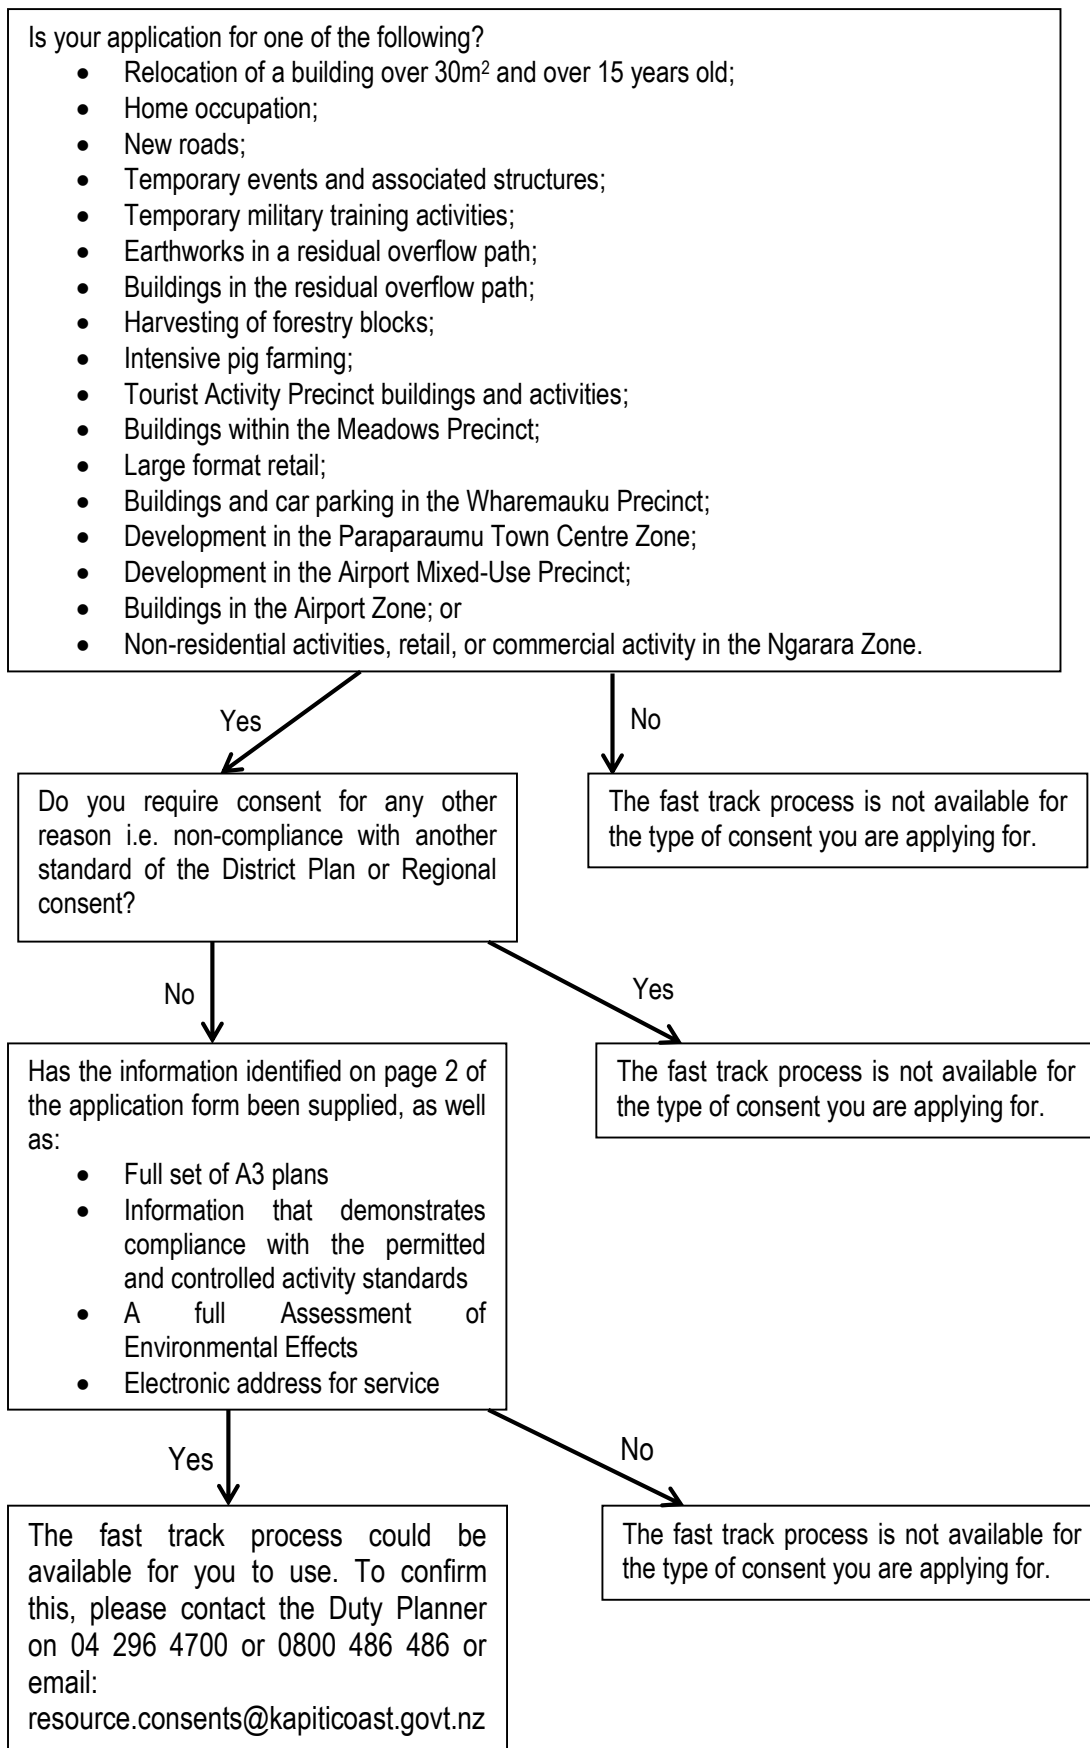 Is your application for one of the following?
• Relocation of a building over 30m² and over 15 years old;
• Home occupation;
• New roads;
• Temporary events and associated structures;
• Temporary military training activities;
• Earthworks in a residual overflow path;
• Buildings in the residual overflow path;
• Harvesting of forestry blocks;
• Intensive pig farming;
• Tourist Activity Precinct buildings and activities;
• Buildings within the Meadows Precinct;
• Large format retail;
• Buildings and car parking in the Wharemauku Precinct;
• Development in the Paraparaumu Town Centre Zone;
• Development in the Airport Mixed-Use Precinct;
• Buildings in the Airport Zone; or
• Non-residential activities, retail, or commercial activity in the Ngarara Zone.
Yes
No
Do you require consent for any other
reason i.e. non-compliance with another
standard of the District Plan or Regional
consent?
The fast track process is not available for
the type of consent you are applying for.
No
Yes
Has the information identified on page 2 of
the application form been supplied, as well
as:
• Full set of A3 plans
• Information that demonstrates
compliance with the permitted
and controlled activity standards
• A full Assessment of
Environmental Effects
• Electronic address for service
The fast track process is not available for
the type of consent you are applying for.
Yes
No
The fast track process could be
available for you to use. To confirm
this, please contact the Duty Planner
on 04 296 4700 or 0800 486 486 or
email:
resource.consents@kapiticoast.govt.nz
The fast track process is not available for
the type of consent you are applying for.